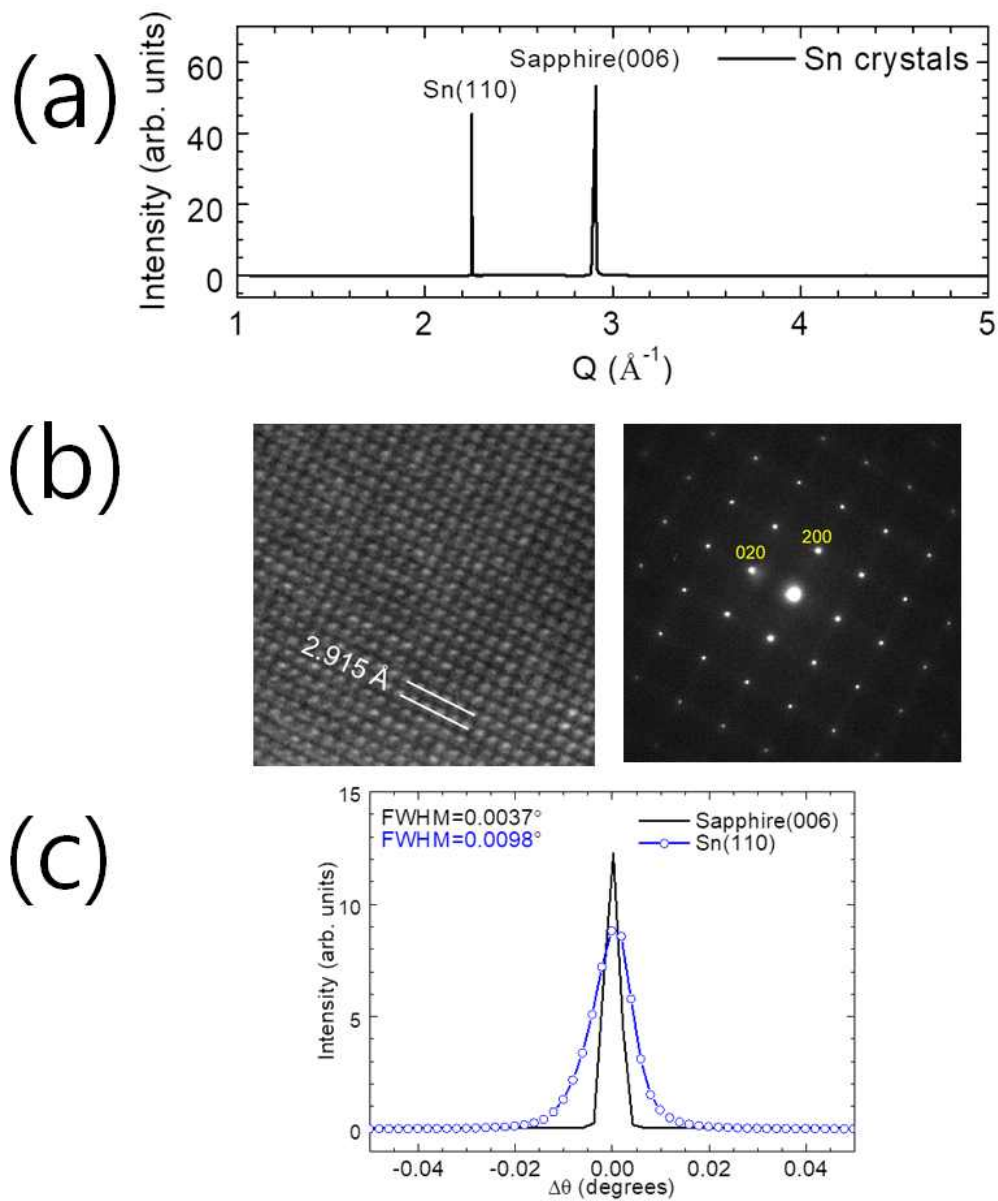 (a)
60
40
20
0
Intensity (arb. units)
Sn(110)
Sapphire(006)
Sn crystals
1 2 3 4 5
Q (Å⁻¹)
(b)
2.915 Å
020
200
(c)
15
10
5
0
Intensity (arb. units)
FWHM=0.0037°
FWHM=0.0098°
Sapphire(006)
Sn(110)
-0.04 -0.02 0.00 0.02 0.04
Δθ (degrees)